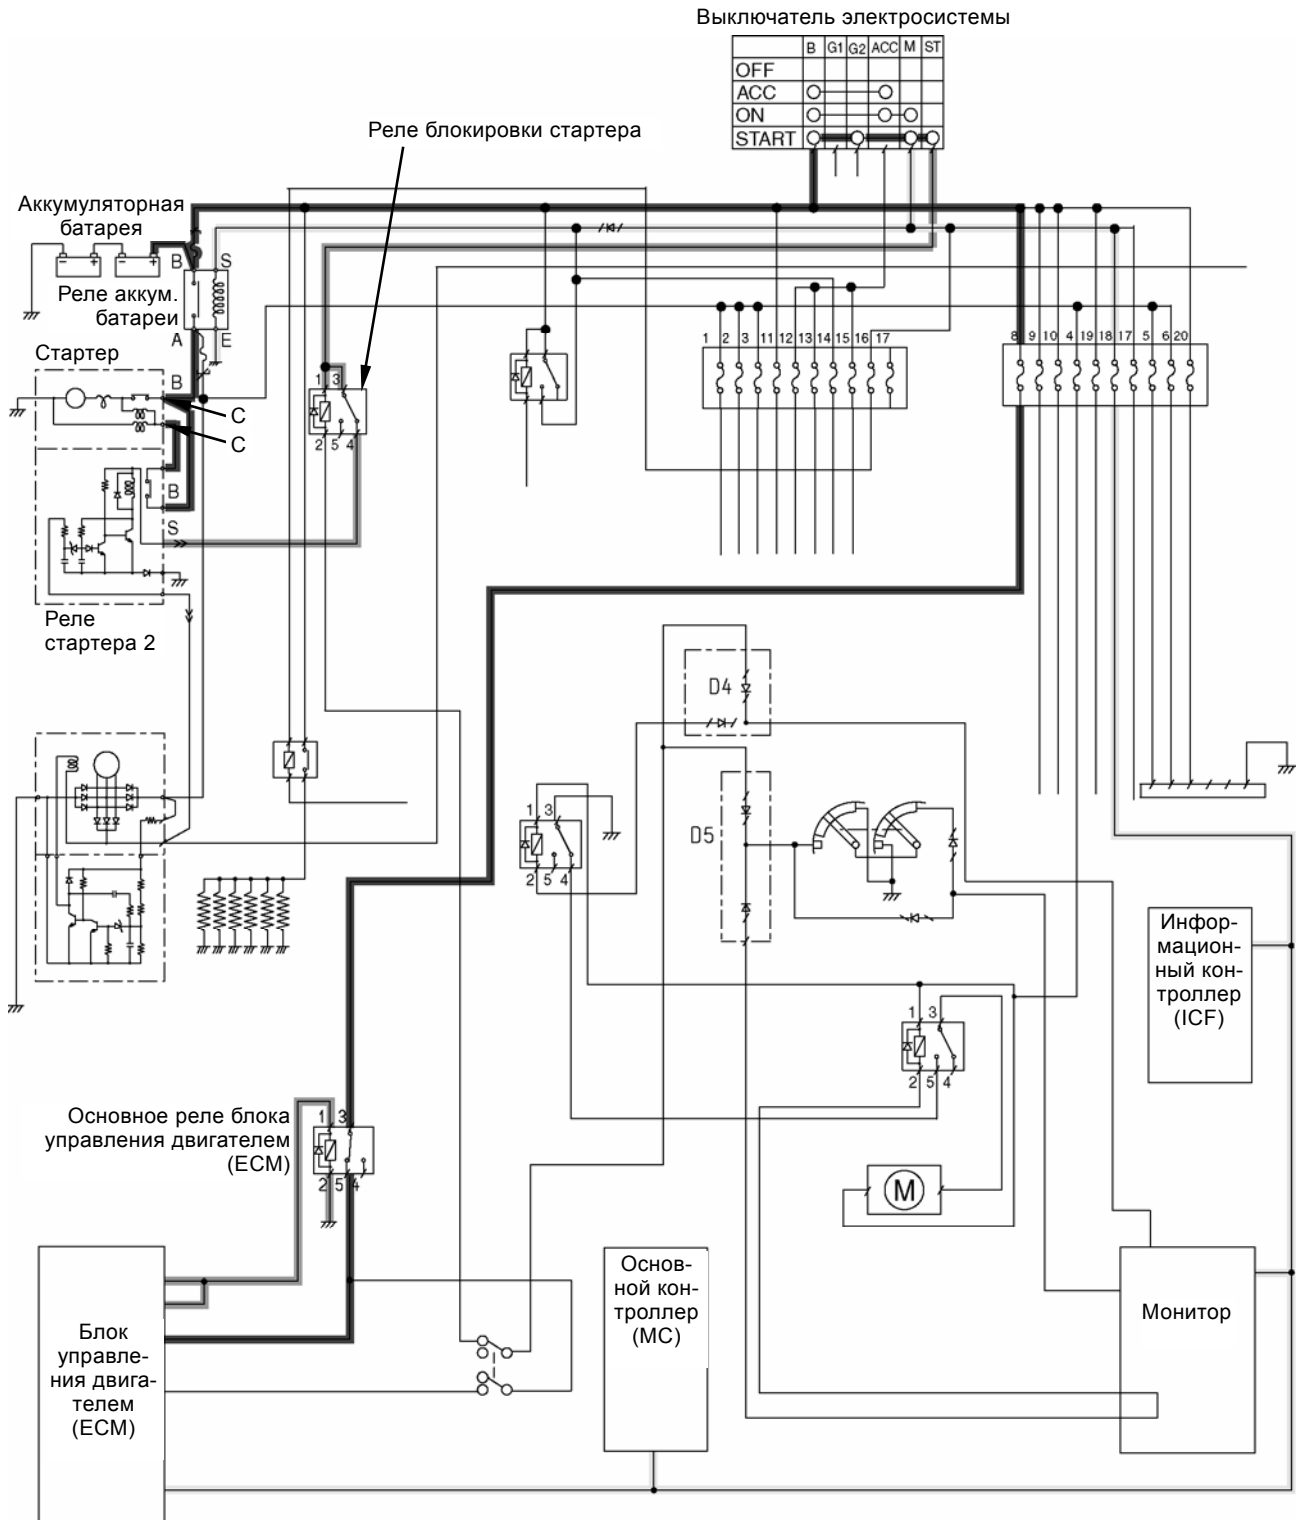 Выключатель электросистемы
B G1 G2 ACC M ST
OFF
ACC
ON
START
Реле блокировки стартера
Аккумуляторная
батарея
− + − +
B S
Реле аккум.
батареи
A E
Стартер
B
C
C
B
S
Реле
стартера 2
1 3
2 5 4
1 2 3 11 12 13 14 15 16 17
8 9 10 4 19 18 17 5 6 20
D4
D5
1 3
2 5 4
1 3
2 5 4
Инфор-
мацион-
ный кон-
троллер
(ICF)
Основное реле блока
управления двигателем
(ECM)
1 3
2 5 4
M
Блок
управле-
ния двига-
телем
(ECM)
Основ-
ной кон-
троллер
(MC)
Монитор